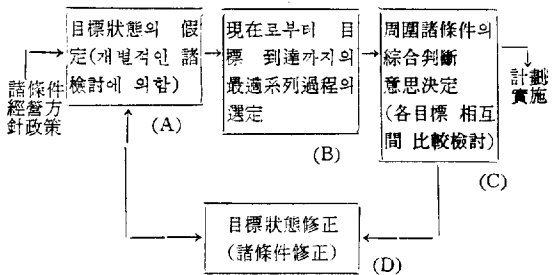 諸條件
經營方
針政策
目標狀態의 假
定(개별적인 諸
檢討에 의함)
(A)
現在로부터 目
標 到達까지의
最適系列過程의
選定
(B)
周圍諸條件의
綜合判斷
意思決定
(各目標 相互
間 比較檢討)
(C)
計劃
實施
目標狀態修正
(諸條件修正)
(D)